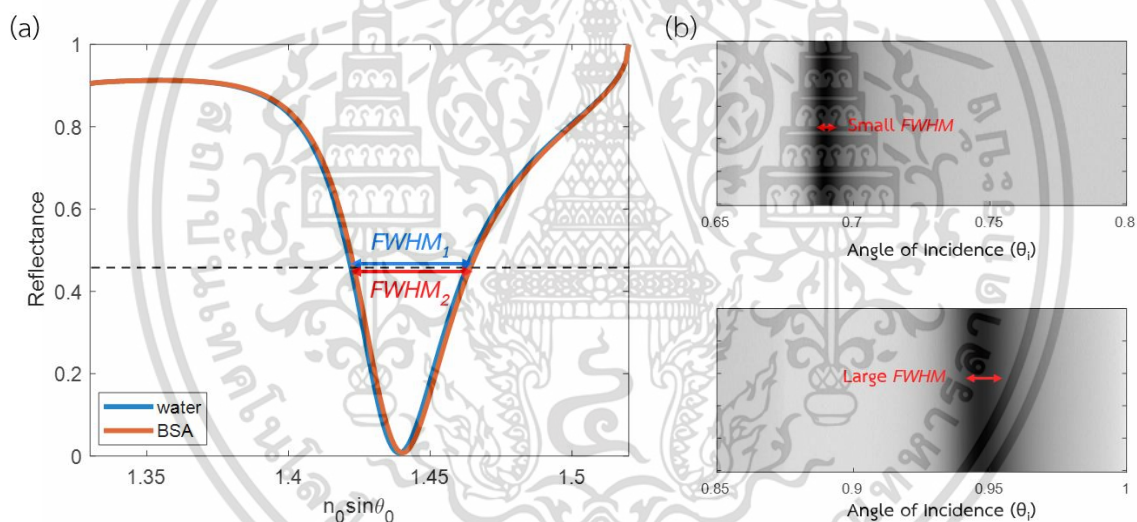 (a)
1
0.8
0.6
0.4
0.2
0
Reflectance
FWHM₁
FWHM₂
water
BSA
1.35
1.4
1.45
1.5
n₀sinθ₀
(b)
Small FWHM
0.65
0.7
0.75
0.8
Angle of Incidence (θᵢ)
Large FWHM
0.85
0.9
0.95
1
Angle of Incidence (θᵢ)